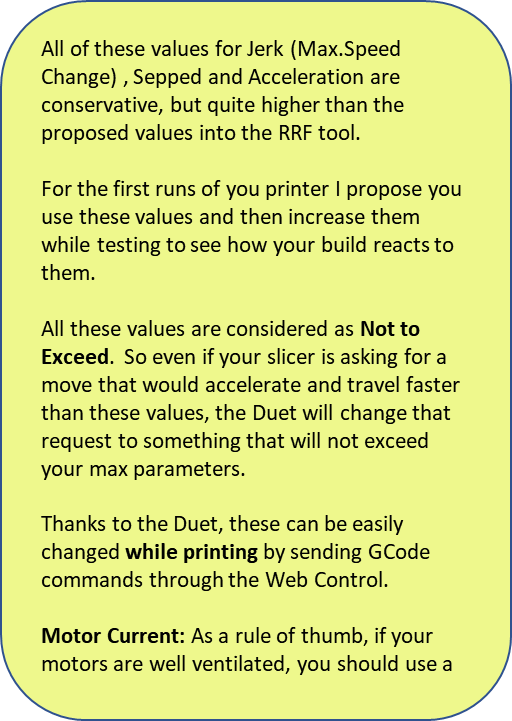 All of these values for Jerk (Max.Speed
Change) , Sepped and Acceleration are
conservative, but quite higher than the
proposed values into the RRF tool.
For the first runs of you printer I propose you
use these values and then increase them
while testing to see how your build reacts to
them.
All these values are considered as Not to
Exceed. So even if your slicer is asking for a
move that would accelerate and travel faster
than these values, the Duet will change that
request to something that will not exceed
your max parameters.
Thanks to the Duet, these can be easily
changed while printing by sending GCode
commands through the Web Control.
Motor Current: As a rule of thumb, if your
motors are well ventilated, you should use a